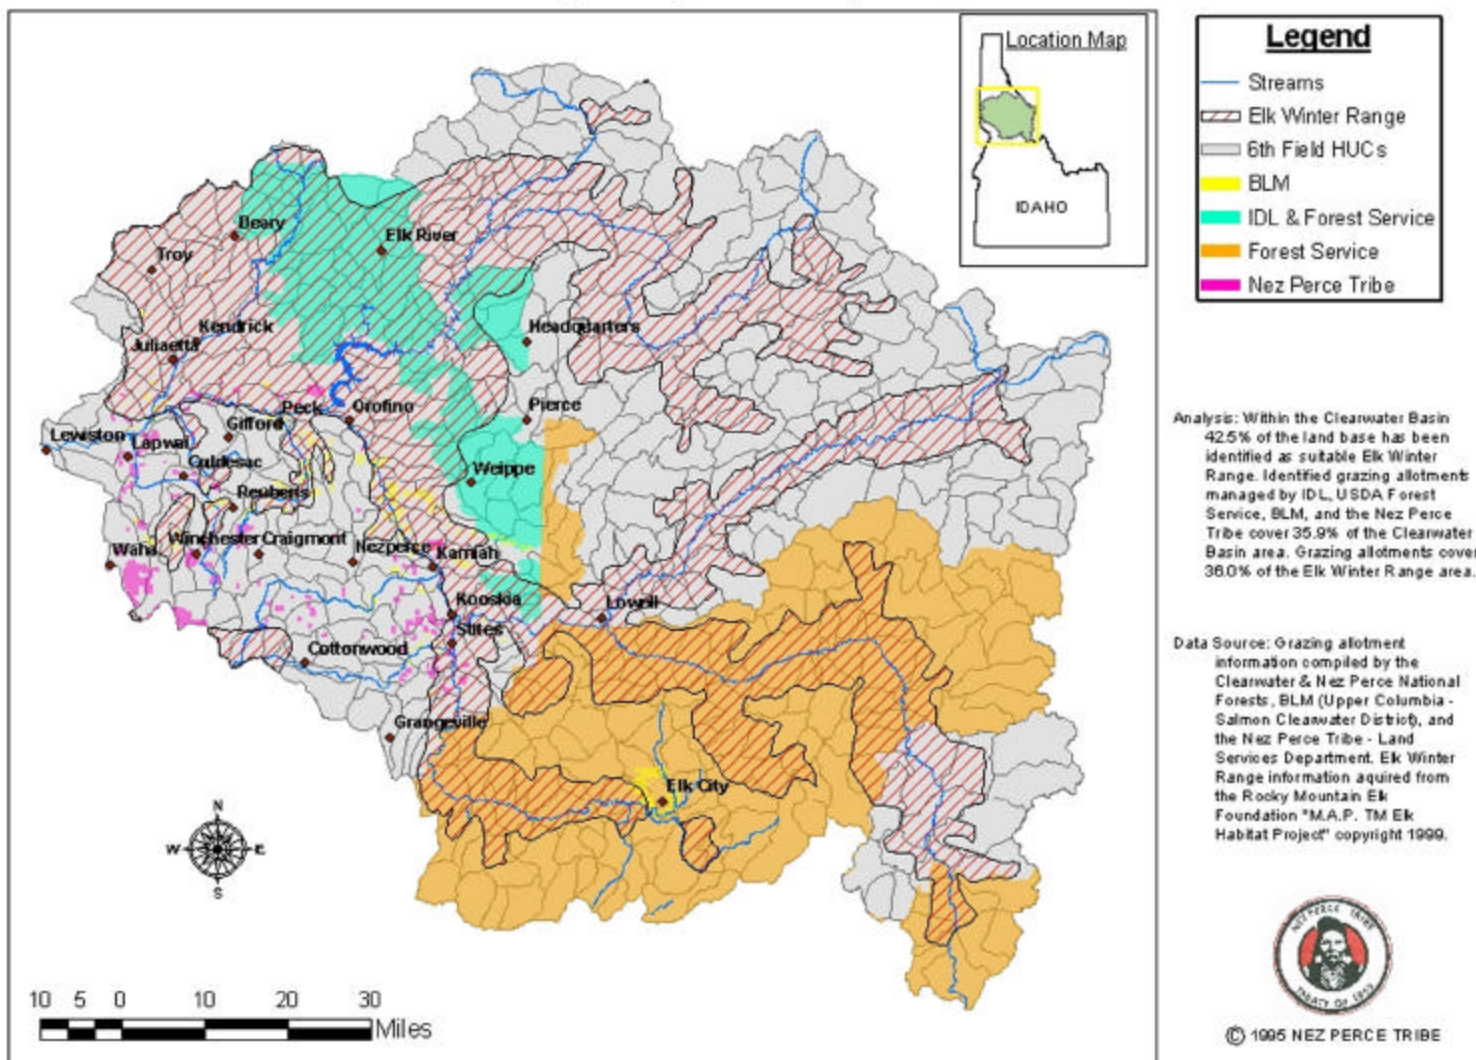 Location Map
IDAHO
Legend
Streams
Elk Winter Range
6th Field HUCs
BLM
IDL & Forest Service
Forest Service
Nez Perce Tribe
Beary
Elk River
Troy
Kendrick
Juliaetta
Headquarters
Peck
Orofino
Pierce
Gifford
Lewiston
Lapwai
Culdesac
Weippe
Reubens
Waha
Winchester
Craigmont
Nezperce
Kamiah
Kooskia
Lowell
Stites
Cottonwood
Grangeville
Elk City
Analysis: Within the Clearwater Basin
42.5% of the land base has been
identified as suitable Elk Winter
Range. Identified grazing allotments
managed by IDL, USDA Forest
Service, BLM, and the Nez Perce
Tribe cover 35.9% of the Clearwater
Basin area. Grazing allotments cover
36.0% of the Elk Winter Range area.
Data Source: Grazing allotment
information compiled by the
Clearwater & Nez Perce National
Forests, BLM (Upper Columbia -
Salmon Clearwater District), and
the Nez Perce Tribe - Land
Services Department. Elk Winter
Range information aquired from
the Rocky Mountain Elk
Foundation "M.A.P. TM Elk
Habitat Project" copyright 1999.
N
W E
S
10 5 0 10 20 30
Miles
NEZ PERCE TRIBE
TREATY OF 1855
© 1995 NEZ PERCE TRIBE